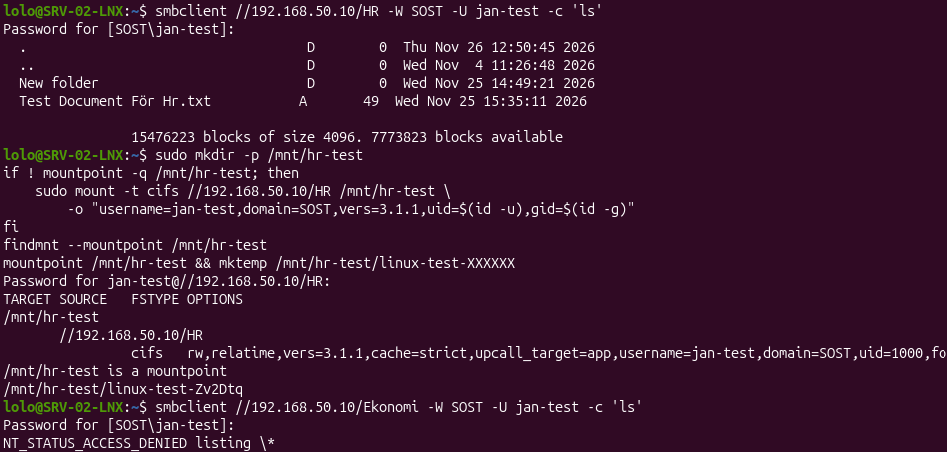 lolo@SRV-02-LNX:~$ smbclient //192.168.50.10/HR -W SOST -U jan-test -c 'ls'
Password for [SOST\jan-test]:
  .                                   D        0  Thu Nov 26 12:50:45 2026
  ..                                  D        0  Wed Nov  4 11:26:48 2026
  New folder                          D        0  Wed Nov 25 14:49:21 2026
  Test Document För Hr.txt           A       49  Wed Nov 25 15:35:11 2026
                15476223 blocks of size 4096. 7773823 blocks available
lolo@SRV-02-LNX:~$ sudo mkdir -p /mnt/hr-test
if ! mountpoint -q /mnt/hr-test; then
    sudo mount -t cifs //192.168.50.10/HR /mnt/hr-test \
        -o "username=jan-test,domain=SOST,vers=3.1.1,uid=$(id -u),gid=$(id -g)"
fi
findmnt --mountpoint /mnt/hr-test
mountpoint /mnt/hr-test && mktemp /mnt/hr-test/linux-test-XXXXXX
Password for jan-test@//192.168.50.10/HR:
TARGET SOURCE   FSTYPE OPTIONS
/mnt/hr-test
       //192.168.50.10/HR
                cifs   rw,relatime,vers=3.1.1,cache=strict,upcall_target=app,username=jan-test,domain=SOST,uid=1000,fo
/mnt/hr-test is a mountpoint
/mnt/hr-test/linux-test-Zv2Dtq
lolo@SRV-02-LNX:~$ smbclient //192.168.50.10/Ekonomi -W SOST -U jan-test -c 'ls'
Password for [SOST\jan-test]:
NT_STATUS_ACCESS_DENIED listing \*